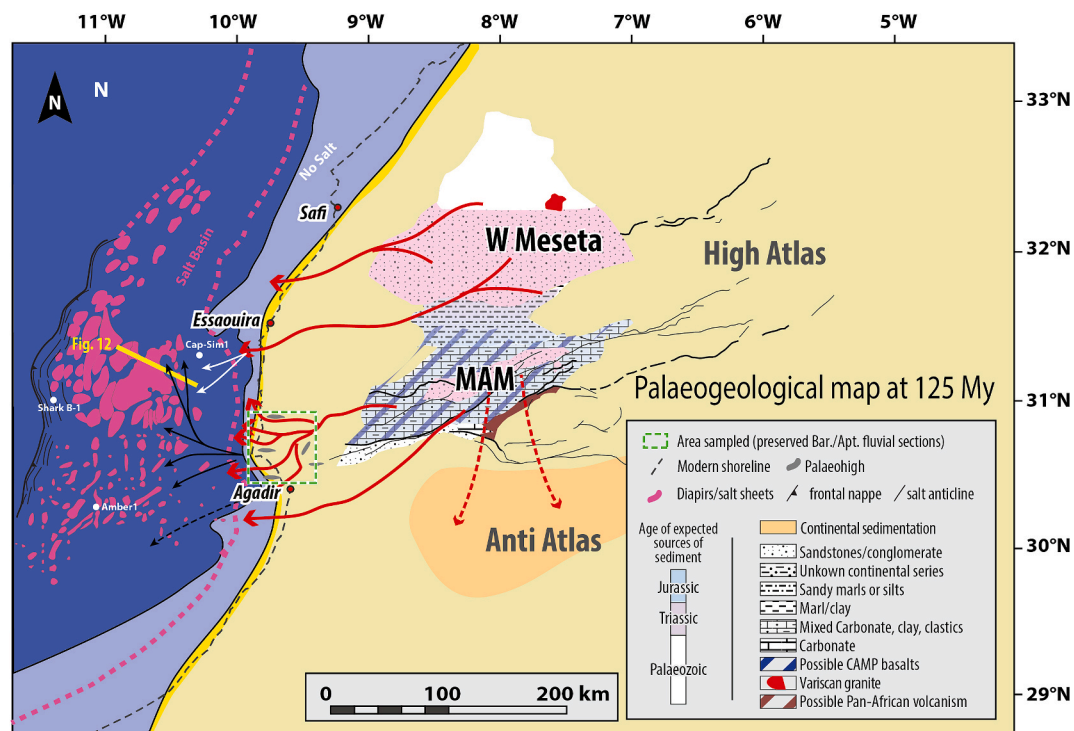 11°W 10°W 9°W 8°W 7°W 6°W 5°W
33°N
32°N
31°N
30°N
29°N
N
N
No Salt
Safi
Salt Basin
W Meseta
High Atlas
Essaouira
Cap-Sim1
Fig. 12
MAM
Shark B-1
Agadir
Amber1
Anti Atlas
Palaeogeological map at 125 My
Area sampled (preserved Bar./Apt. fluvial sections)
Modern shoreline
Palaeohigh
Diapirs/salt sheets
frontal nappe
salt anticline
Age of expected
sources of
sediment
Jurassic
Triassic
Palaeozoic
Continental sedimentation
Sandstones/conglomerate
Unkown continental series
Sandy marls or silts
Marl/clay
Mixed Carbonate, clay, clastics
Carbonate
Possible CAMP basalts
Variscan granite
Possible Pan-African volcanism
0 100 200 km